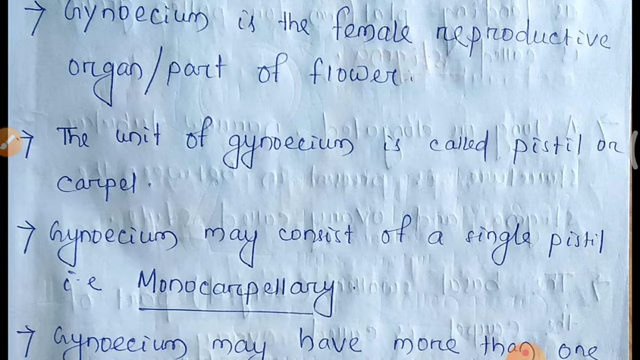 → Gynoecium is the female reproductive
organ/part of flower.
→ The unit of gynoecium is called pistil or
carpel.
→ Gynoecium may consist of a single pistil
i.e Monocarpellary.
→ Gynoecium may have more than one